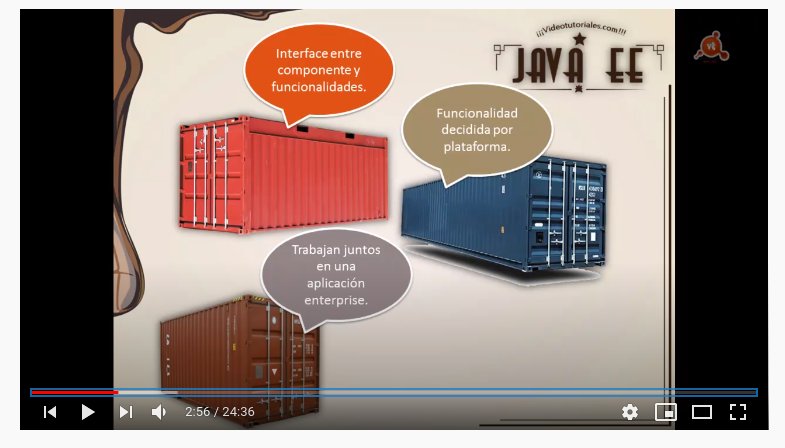 ¡¡¡Videotutoriales.com!!!
JAVA EE
vt
Interface entre
componente y
funcionalidades.
Funcionalidad
decidida por
plataforma.
Trabajan juntos
en una
aplicación
enterprise.
2:56 / 24:36